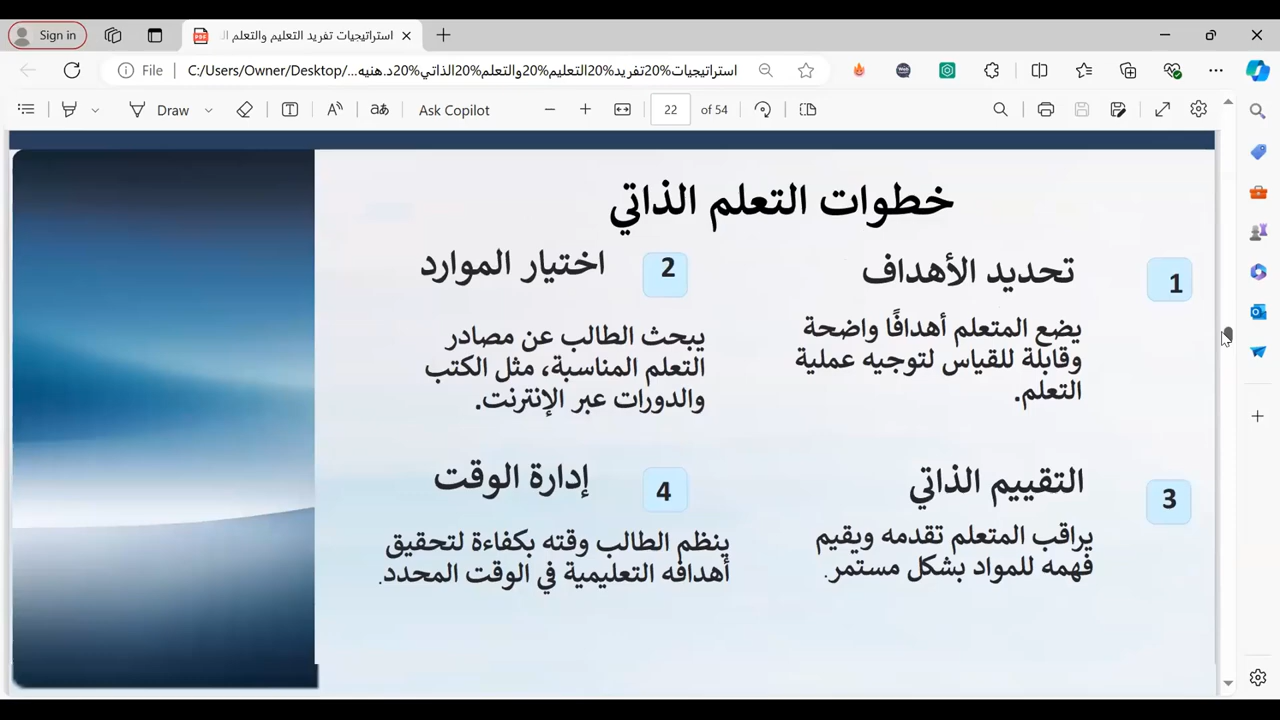 Sign in
استراتيجيات تفريد التعليم والتعلم ال
File
C:/Users/Owner/Desktop/استراتيجيات%20تفريد%20التعليم%20والتعلم%20الذاتي%20د.هنيه...
Draw
Ask Copilot
22 of 54
خطوات التعلم الذاتي
1
تحديد الأهداف
يضع المتعلم أهدافًا واضحة
وقابلة للقياس لتوجيه عملية
التعلم.
2
اختيار الموارد
يبحث الطالب عن مصادر
التعلم المناسبة، مثل الكتب
والدورات عبر الإنترنت.
3
التقييم الذاتي
يراقب المتعلم تقدمه ويقيم
فهمه للمواد بشكل مستمر.
4
إدارة الوقت
ينظم الطالب وقته بكفاءة لتحقيق
أهدافه التعليمية في الوقت المحدد.